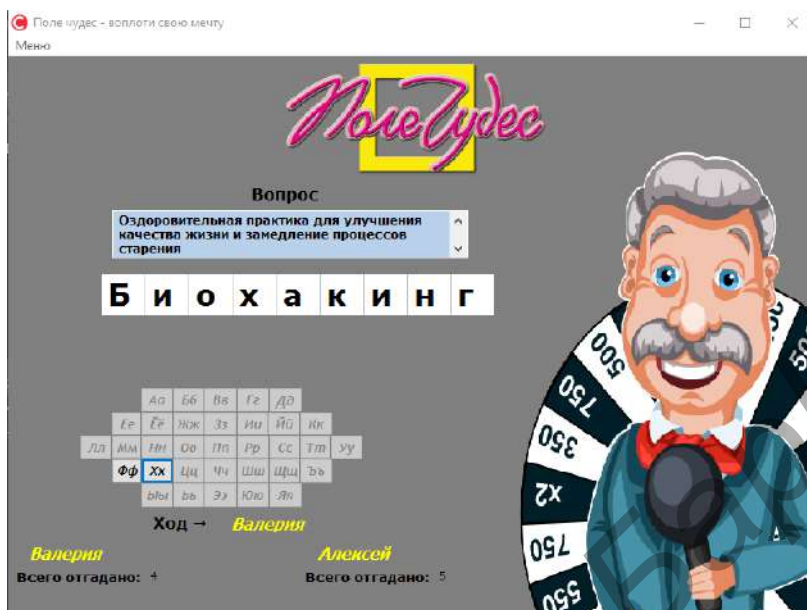 Поле чудес - воплоти свою мечту
Меню
Поле Чудес
Вопрос
Оздоровительная практика для улучшения
качества жизни и замедление процессов
старения
Биохакинг
Аа Бб Вв Гг Дд
Ее Ёё Жж Зз Ии Йй Кк
Лл Мм Нн Оо Пп Рр Сс Тт Уу
Фф Хх Цц Чч Шш Щщ Ъъ
Ыы Ьь Ээ Юю Яя
Ход → Валерия
Валерия Алексей
Всего отгадано: 4 Всего отгадано: 5
500
750
350
x2
750
550